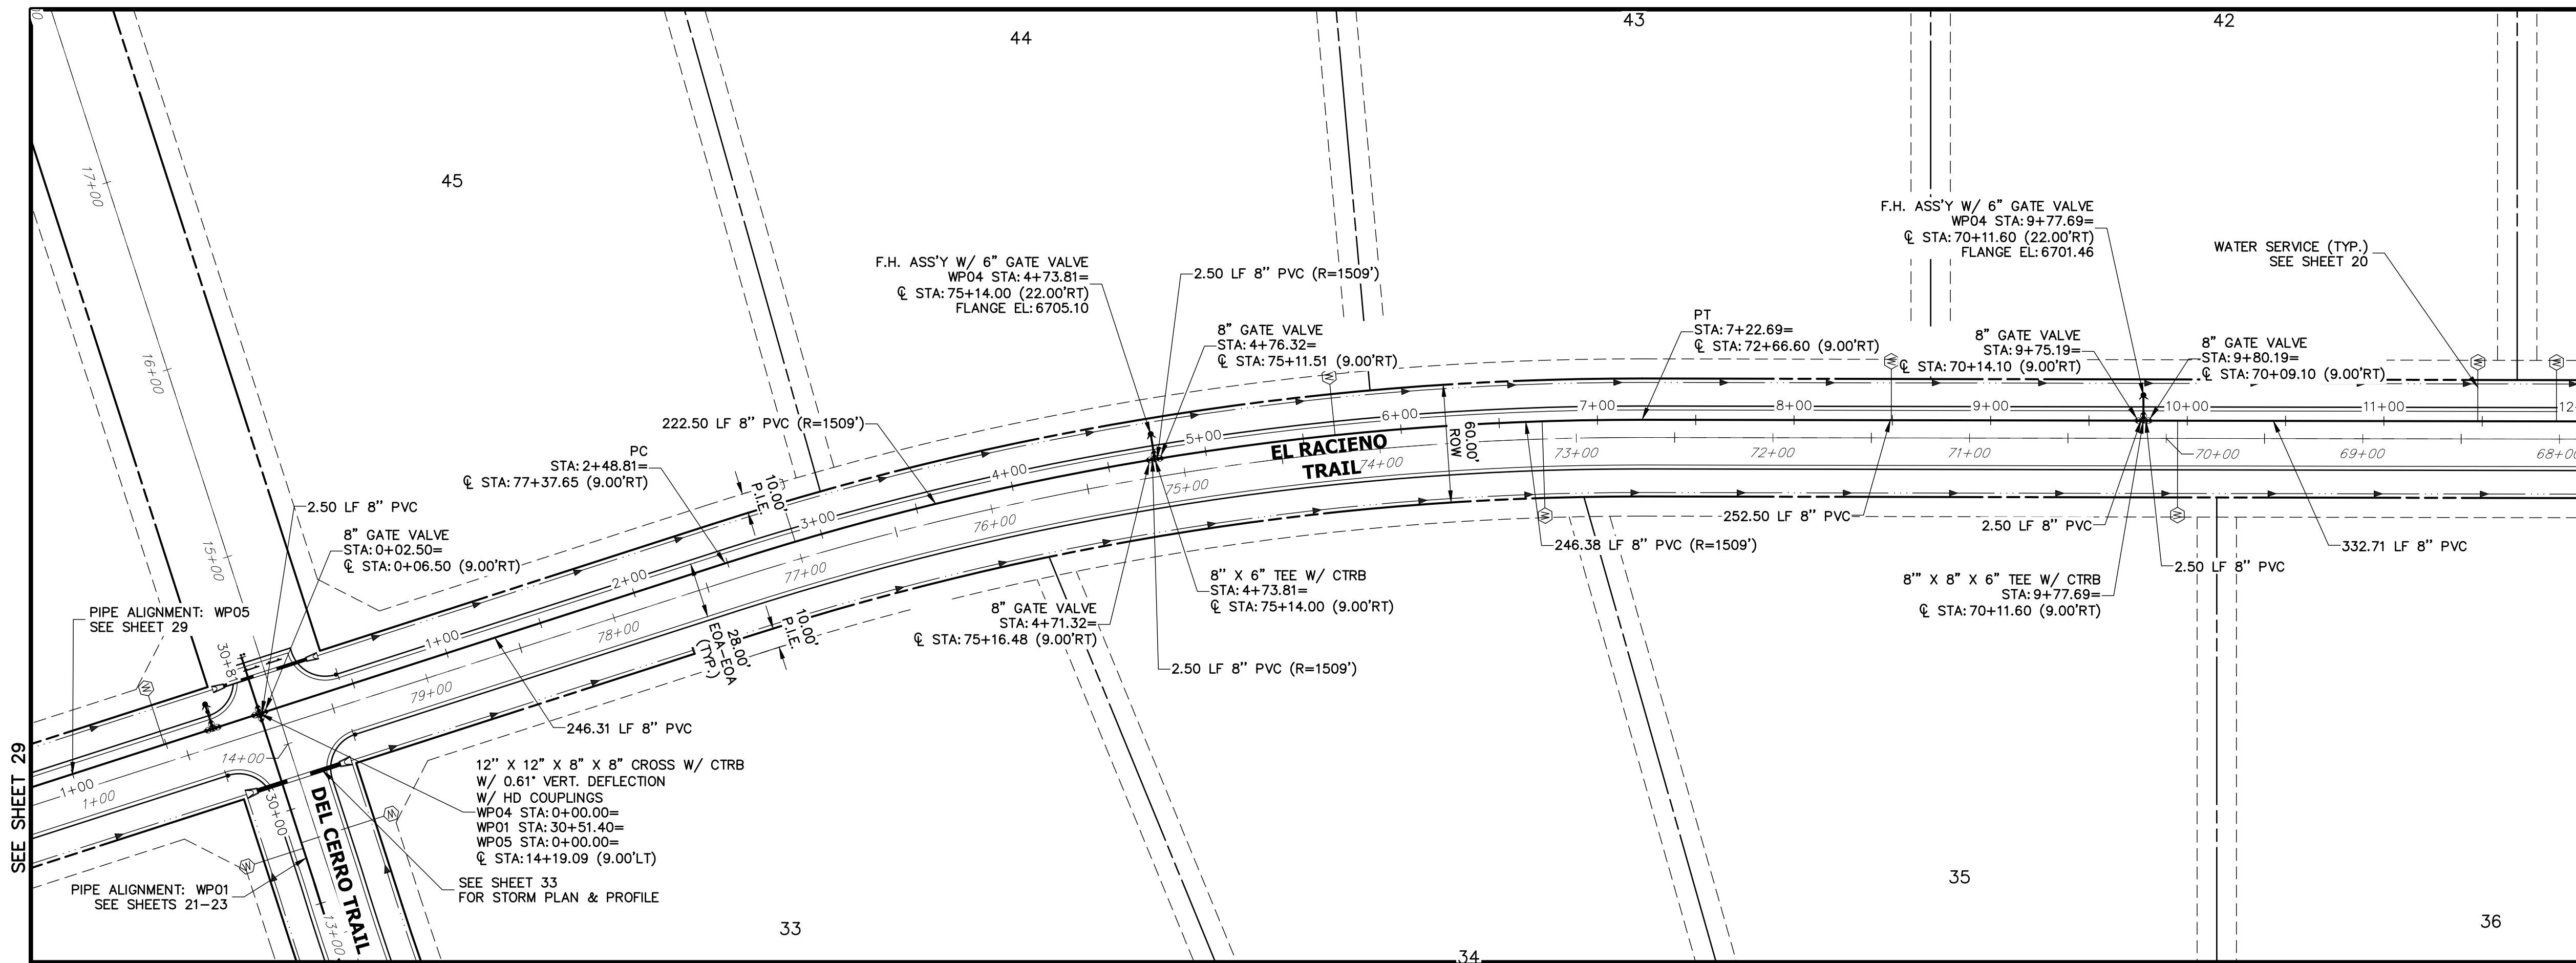 44
43
42
45
17+00
16+00
15+00
F.H. ASS'Y W/ 6" GATE VALVE
WP04 STA: 4+73.81=
℄ STA: 75+14.00 (22.00'RT)
FLANGE EL: 6705.10
2.50 LF 8" PVC (R=1509')
8" GATE VALVE
STA: 4+76.32=
℄ STA: 75+11.51 (9.00'RT)
F.H. ASS'Y W/ 6" GATE VALVE
WP04 STA: 9+77.69=
℄ STA: 70+11.60 (22.00'RT)
FLANGE EL: 6701.46
WATER SERVICE (TYP.)
SEE SHEET 20
PT
STA: 7+22.69=
℄ STA: 72+66.60 (9.00'RT)
8" GATE VALVE
STA: 9+75.19=
℄ STA: 70+14.10 (9.00'RT)
8" GATE VALVE
STA: 9+80.19=
℄ STA: 70+09.10 (9.00'RT)
222.50 LF 8" PVC (R=1509')
PC
STA: 2+48.81=
℄ STA: 77+37.65 (9.00'RT)
2.50 LF 8" PVC
8" GATE VALVE
STA: 0+02.50=
℄ STA: 0+06.50 (9.00'RT)
10.00'
P.I.E.
1+00
2+00
3+00
4+00
5+00
6+00
7+00
8+00
9+00
10+00
11+00
12
EL RACIENO
TRAIL
60.00'
ROW
79+00
78+00
77+00
76+00
75+00
74+00
73+00
72+00
71+00
70+00
69+00
68+00
W
W
W
W
W
W
W
W
W
252.50 LF 8" PVC
2.50 LF 8" PVC
246.38 LF 8" PVC (R=1509')
332.71 LF 8" PVC
2.50 LF 8" PVC
8"' X 8" X 6" TEE W/ CTRB
STA: 9+77.69=
℄ STA: 70+11.60 (9.00'RT)
8" X 6" TEE W/ CTRB
STA: 4+73.81=
℄ STA: 75+14.00 (9.00'RT)
8" GATE VALVE
STA: 4+71.32=
℄ STA: 75+16.48 (9.00'RT)
2.50 LF 8" PVC (R=1509')
28.00'
EOA-EOA
(TYP.)
10.00'
P.I.E.
PIPE ALIGNMENT: WP05
SEE SHEET 29
30+81
246.31 LF 8" PVC
14+00
1+00
1+00
30+00
13+00
DEL CERRO TRAIL
12" X 12" X 8" X 8" CROSS W/ CTRB
W/ 0.61° VERT. DEFLECTION
W/ HD COUPLINGS
WP04 STA: 0+00.00=
WP01 STA: 30+51.40=
WP05 STA: 0+00.00=
℄ STA: 14+19.09 (9.00'LT)
SEE SHEET 33
FOR STORM PLAN & PROFILE
PIPE ALIGNMENT: WP01
SEE SHEETS 21-23
SEE SHEET 29
33
34
35
36